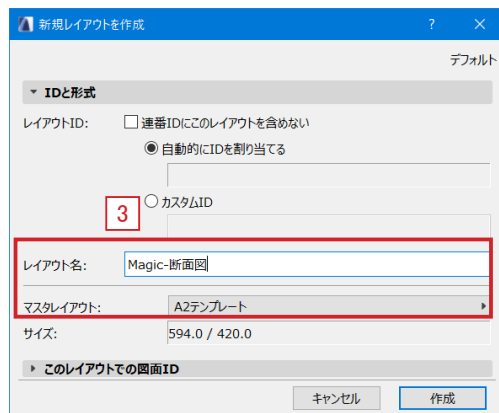 新規レイアウトを作成
デフォルト
IDと形式
レイアウトID:
連番IDにこのレイアウトを含めない
自動的にIDを割り当てる
3
カスタムID
レイアウト名: Magic-断面図
マスタレイアウト: A2テンプレート
サイズ: 594.0 / 420.0
このレイアウトでの図面ID
キャンセル 作成